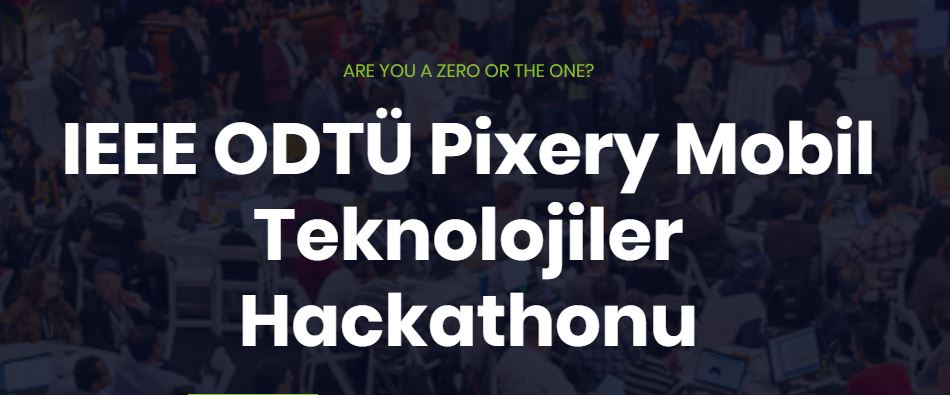 ARE YOU A ZERO OR THE ONE?
IEEE ODTÜ Pixery Mobil
Teknolojiler
Hackathonu